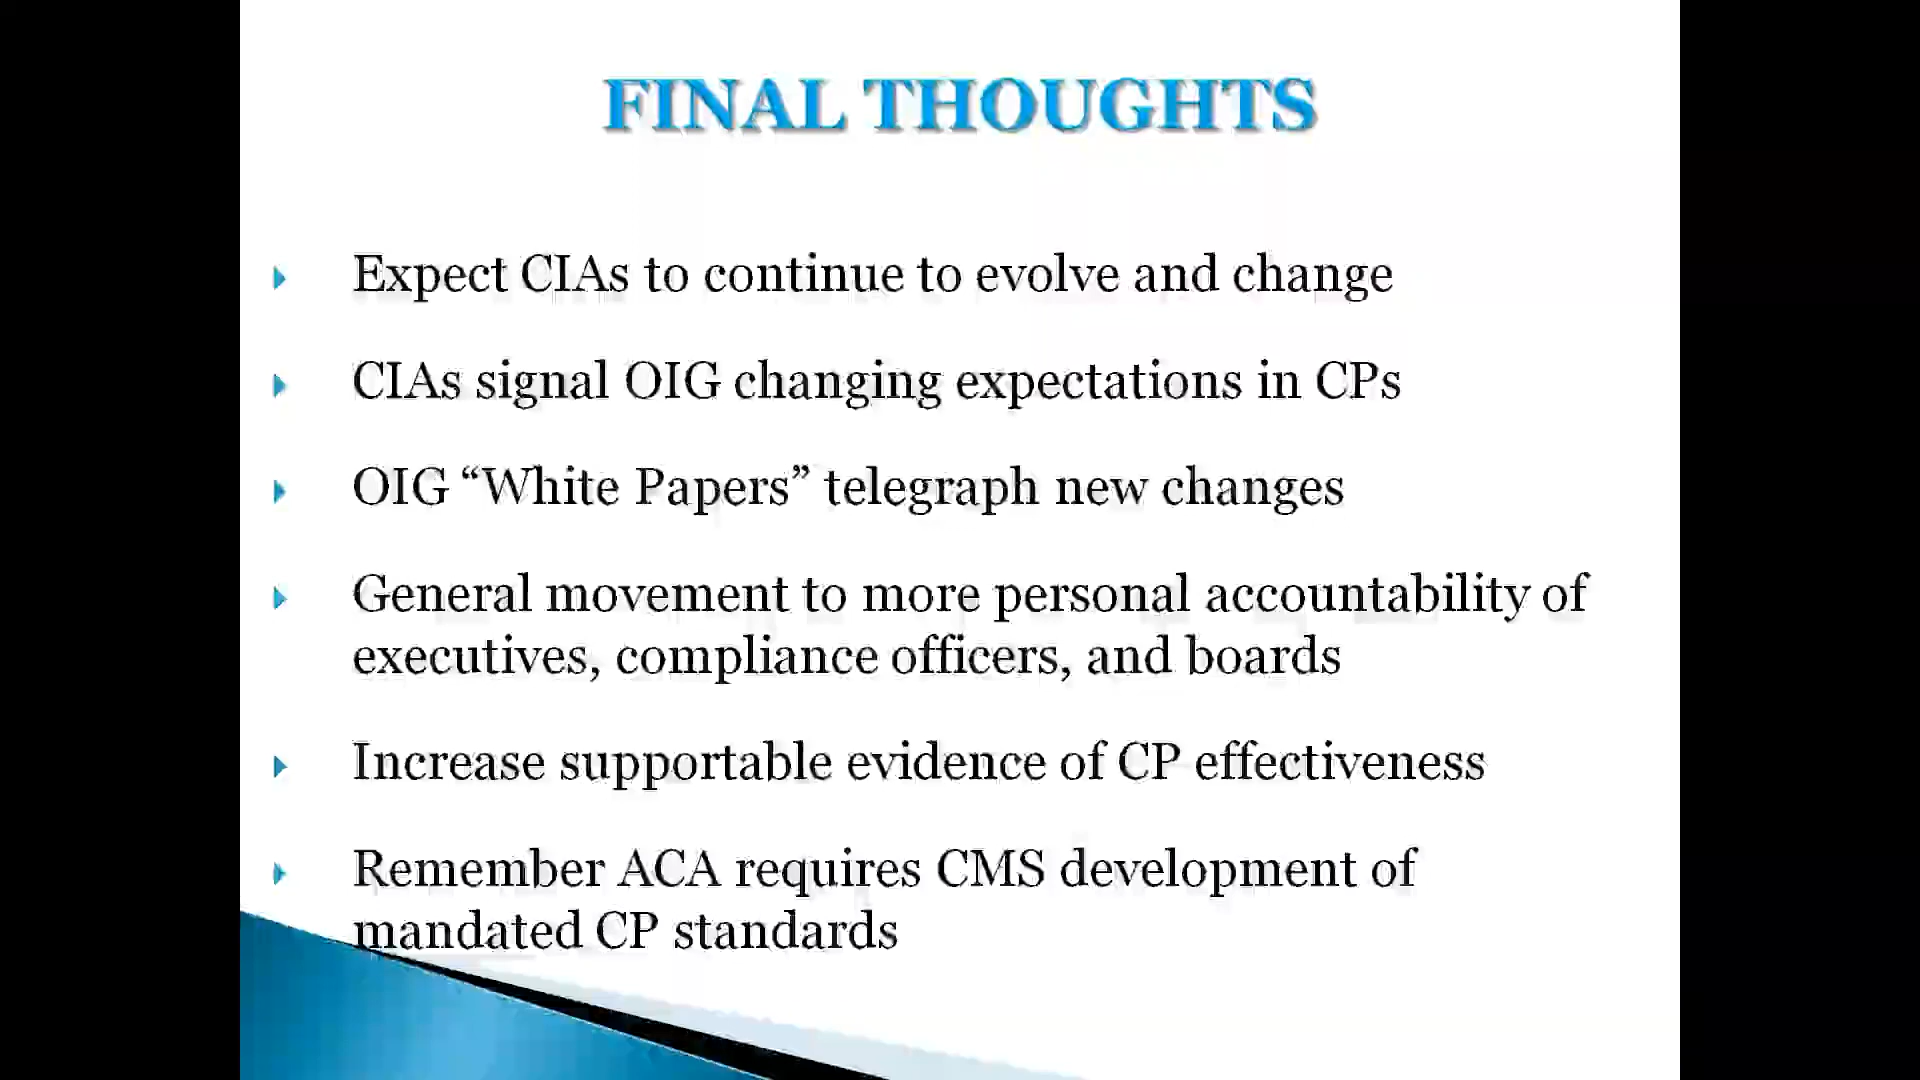 FINAL THOUGHTS
Expect CIAs to continue to evolve and change
CIAs signal OIG changing expectations in CPs
OIG “White Papers” telegraph new changes
General movement to more personal accountability of
executives, compliance officers, and boards
Increase supportable evidence of CP effectiveness
Remember ACA requires CMS development of
mandated CP standards